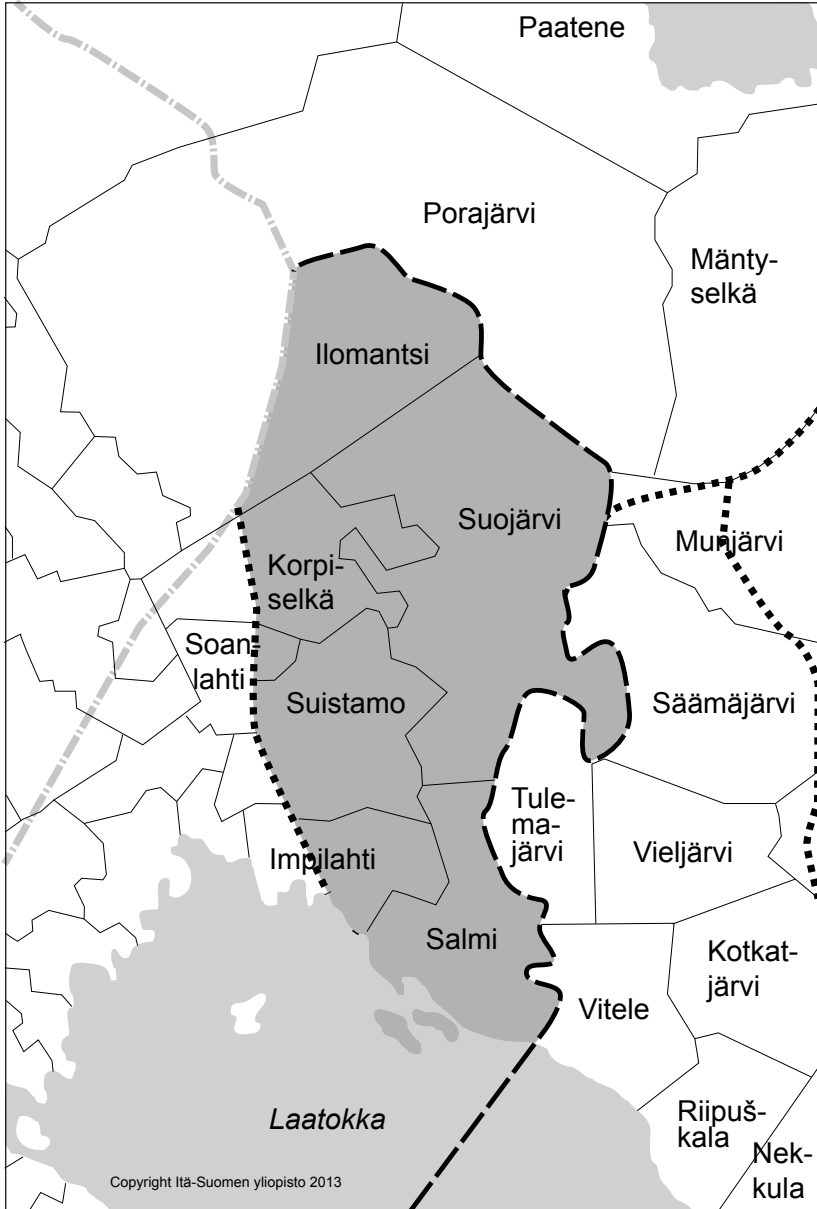 Paatene
Porajärvi
Mänty-
selkä
Ilomantsi
Suojärvi
Munjärvi
Korpi-
selkä
Soan-
lahti
Suistamo
Säämäjärvi
Tule-
ma-
järvi
Vieljärvi
Impilahti
Salmi
Kotkat-
järvi
Vitele
Laatokka
Riipuš-
kala
Nek-
kula
Copyright Itä-Suomen yliopisto 2013